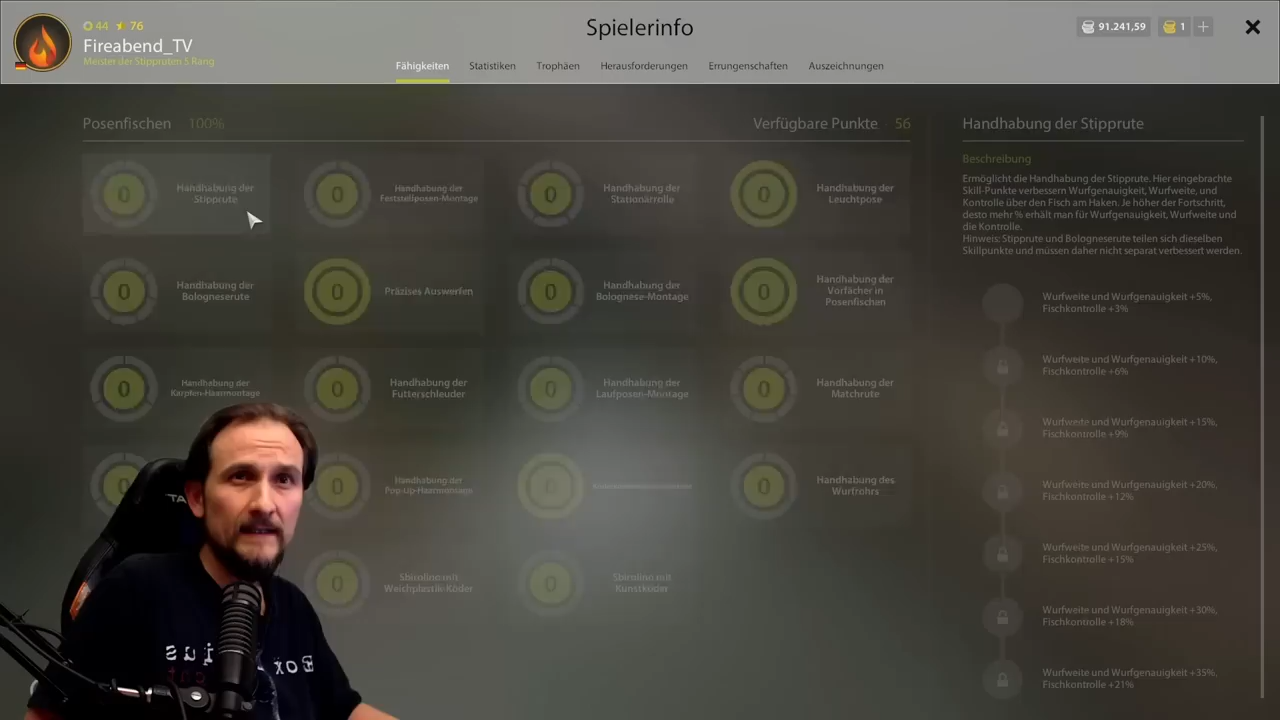 44 76
Spielerinfo
91.241,59
1
Fireabend_TV
Meister der Stippruten 5 Rang
Fähigkeiten
Statistiken
Trophäen
Herausforderungen
Errungenschaften
Auszeichnungen
Posenfischen 100%
Verfügbare Punkte 56
0
Handhabung der
Stipprute
0
Handhabung der
Feststellposen-Montage
0
Handhabung der
Stationärrolle
0
Handhabung der
Leuchtpose
0
Handhabung der
Bologneserute
0
Präzises Auswerfen
0
Handhabung der
Bolognese-Montage
0
Handhabung der
Vorfächer in
Posenfischen
0
Handhabung der
Karpfen-Haarmontage
0
Handhabung der
Futterschleuder
0
Handhabung der
Laufposen-Montage
0
Handhabung der
Matchrute
0
0
Handhabung der
Pop-Up-Haarmontage
0
0
Handhabung des
Wurfrohrs
0
Sbirolino mit
Weichplastik-Köder
0
Sbirolino mit
Kunstköder
Handhabung der Stipprute
Beschreibung
Ermöglicht die Handhabung der Stipprute. Hier eingebrachte
Skill-Punkte verbessern Wurfgenauigkeit, Wurfweite, und
Kontrolle über den Fisch am Haken. Je höher der Fortschritt,
desto mehr % erhält man für Wurfgenauigkeit, Wurfweite und
die Kontrolle.
Hinweis: Stipprute und Bologneserute teilen sich dieselben
Skillpunkte und müssen daher nicht separat verbessert werden.
Wurfweite und Wurfgenauigkeit +5%,
Fischkontrolle +3%
Wurfweite und Wurfgenauigkeit +10%,
Fischkontrolle +6%
Wurfweite und Wurfgenauigkeit +15%,
Fischkontrolle +9%
Wurfweite und Wurfgenauigkeit +20%,
Fischkontrolle +12%
Wurfweite und Wurfgenauigkeit +25%,
Fischkontrolle +15%
Wurfweite und Wurfgenauigkeit +30%,
Fischkontrolle +18%
Wurfweite und Wurfgenauigkeit +35%,
Fischkontrolle +21%